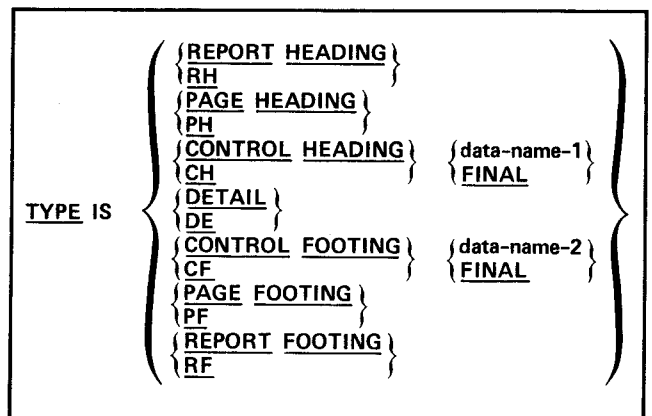 REPORT HEADING
RH
PAGE HEADING
PH
CONTROL HEADING data-name-1
CH FINAL
TYPE IS
DETAIL
DE
CONTROL FOOTING data-name-2
CF FINAL
PAGE FOOTING
PF
REPORT FOOTING
RF